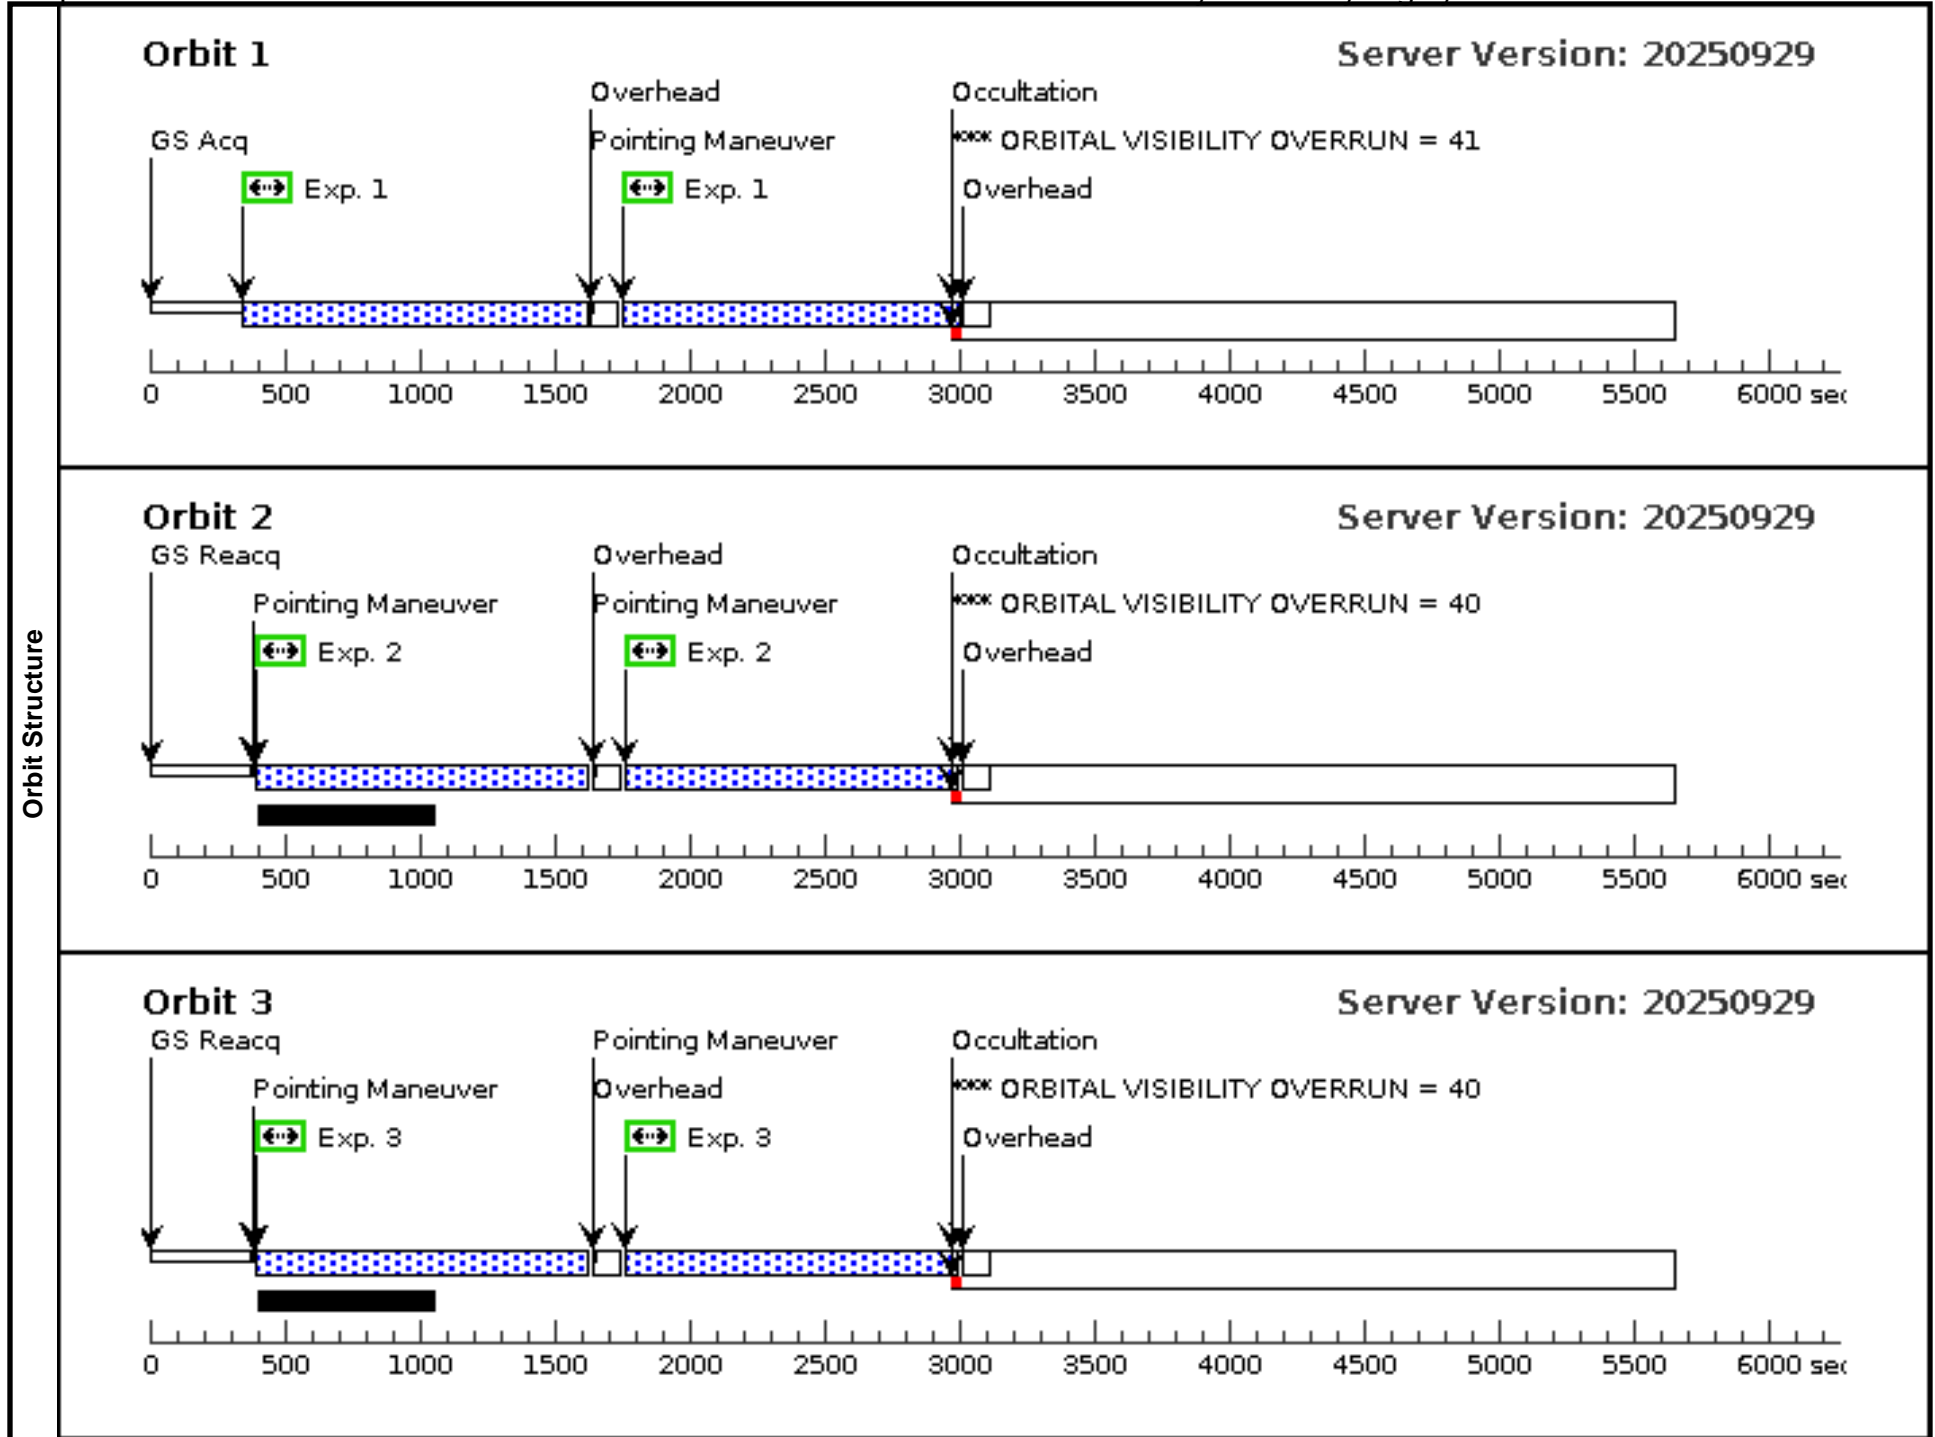 Orbit Structure
Orbit 1
Server Version: 20250929
Overhead
Occultation
GS Acq
Pointing Maneuver
*** ORBITAL VISIBILITY OVERRUN = 41
Exp. 1
Exp. 1
Overhead
0 500 1000 1500 2000 2500 3000 3500 4000 4500 5000 5500 6000 sec
Orbit 2
Server Version: 20250929
GS Reacq
Overhead
Occultation
Pointing Maneuver
Pointing Maneuver
*** ORBITAL VISIBILITY OVERRUN = 40
Exp. 2
Exp. 2
Overhead
0 500 1000 1500 2000 2500 3000 3500 4000 4500 5000 5500 6000 sec
Orbit 3
Server Version: 20250929
GS Reacq
Pointing Maneuver
Occultation
Pointing Maneuver
Overhead
*** ORBITAL VISIBILITY OVERRUN = 40
Exp. 3
Exp. 3
Overhead
0 500 1000 1500 2000 2500 3000 3500 4000 4500 5000 5500 6000 sec